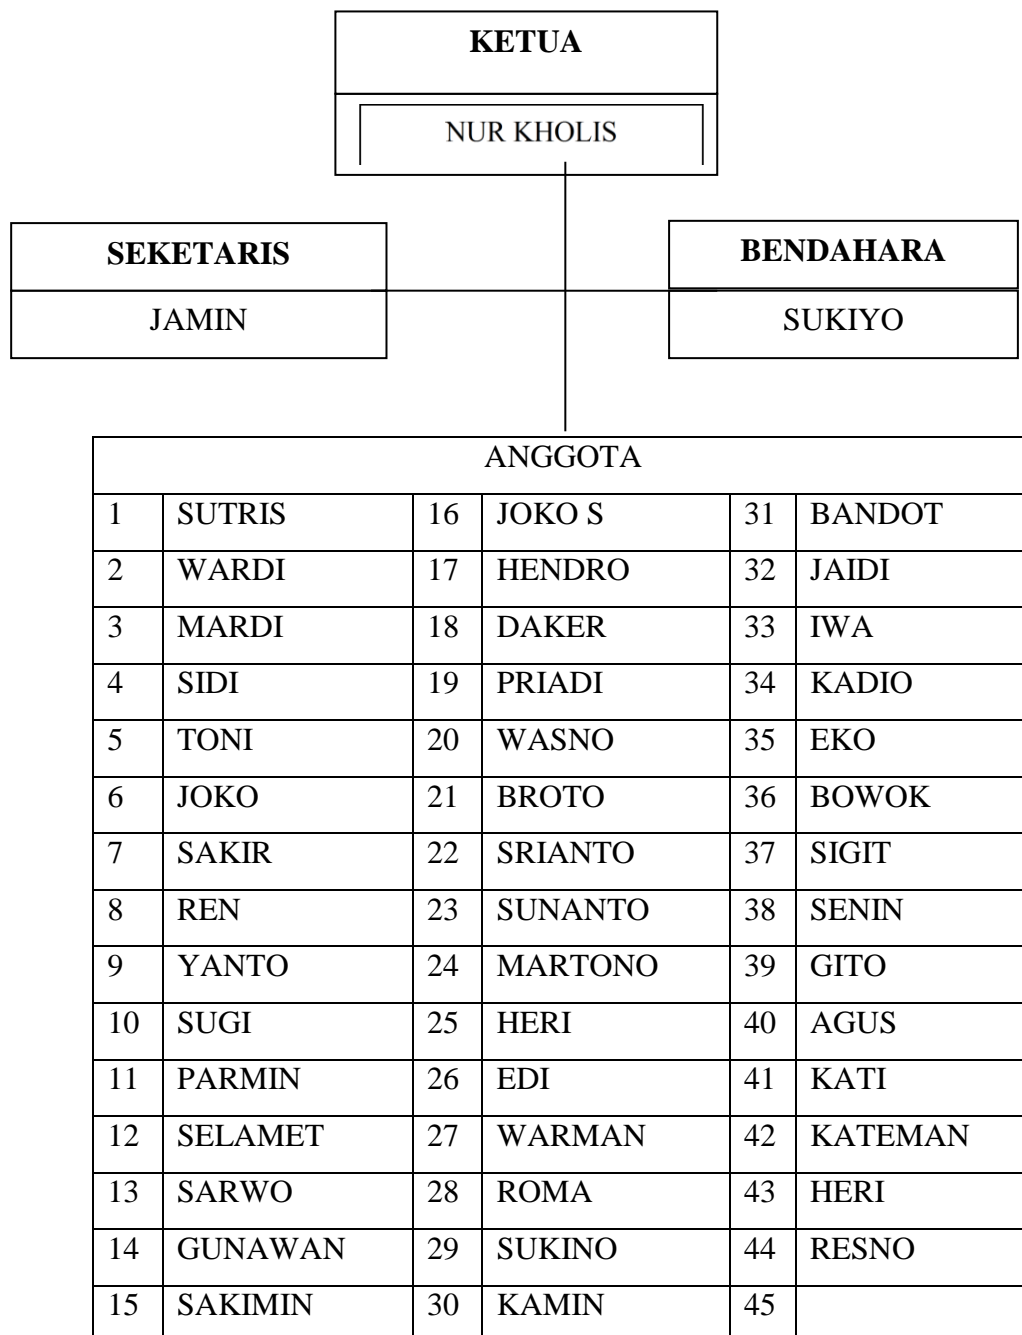 KETUA
NUR KHOLIS
SEKETARIS
BENDAHARA
JAMIN
SUKIYO
ANGGOTA
1 SUTRIS 16 JOKO S 31 BANDOT
2 WARDI 17 HENDRO 32 JAIDI
3 MARDI 18 DAKER 33 IWA
4 SIDI 19 PRIADI 34 KADIO
5 TONI 20 WASNO 35 EKO
6 JOKO 21 BROTO 36 BOWOK
7 SAKIR 22 SRIANTO 37 SIGIT
8 REN 23 SUNANTO 38 SENIN
9 YANTO 24 MARTONO 39 GITO
10 SUGI 25 HERI 40 AGUS
11 PARMIN 26 EDI 41 KATI
12 SELAMET 27 WARMAN 42 KATEMAN
13 SARWO 28 ROMA 43 HERI
14 GUNAWAN 29 SUKINO 44 RESNO
15 SAKIMIN 30 KAMIN 45